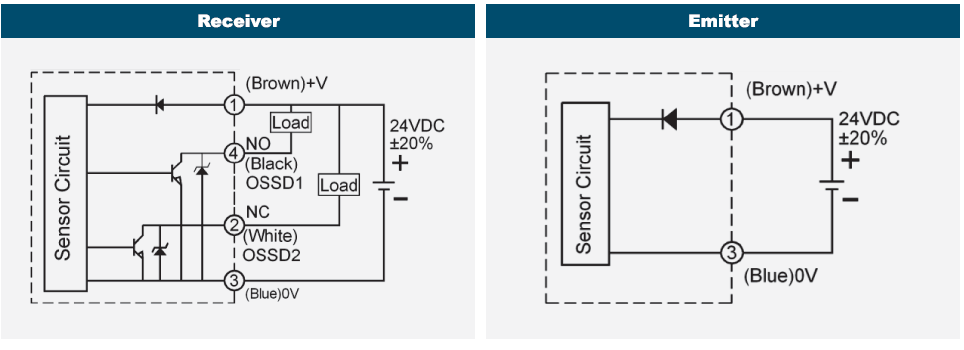 Receiver
(Brown)+V
1
Load
24VDC
±20%
+
NO
4
(Black)
OSSD1
Load
−
NC
2
(White)
OSSD2
3
(Blue)0V
Sensor Circuit
Emitter
(Brown)+V
1
24VDC
±20%
+
−
Sensor Circuit
3
(Blue)0V